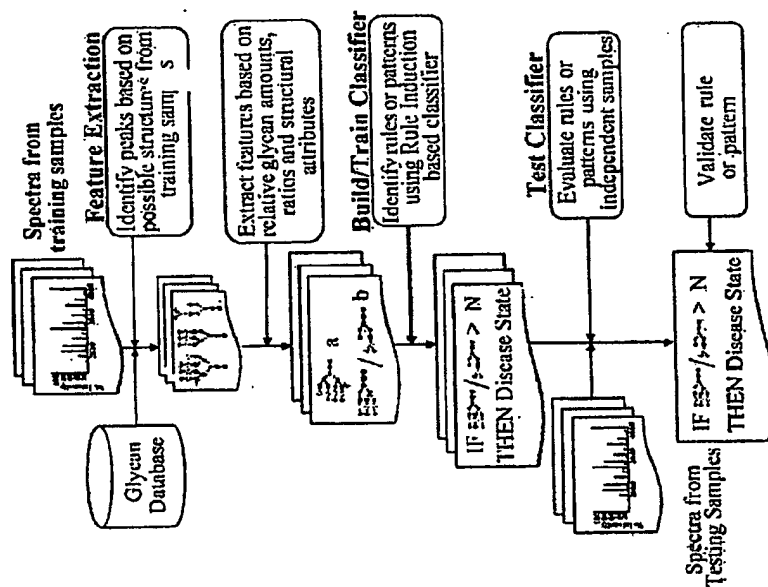 Spectra from
training samples
Feature Extraction
Identify peaks based on
possible from
training
Glycan
Database
Extract features based on
relative glycan amounts,
ratios and structural
attributes
a
/ b
Build/Train Classifier
Identify rules or patterns
using Rule Induction
based classifier
IF / > N
THEN Disease State
Test Classifier
Evaluate rules or
patterns using
independent samples
Spectra from
Testing Samples
IF / > N
THEN Disease State
Validate rule
or pattern